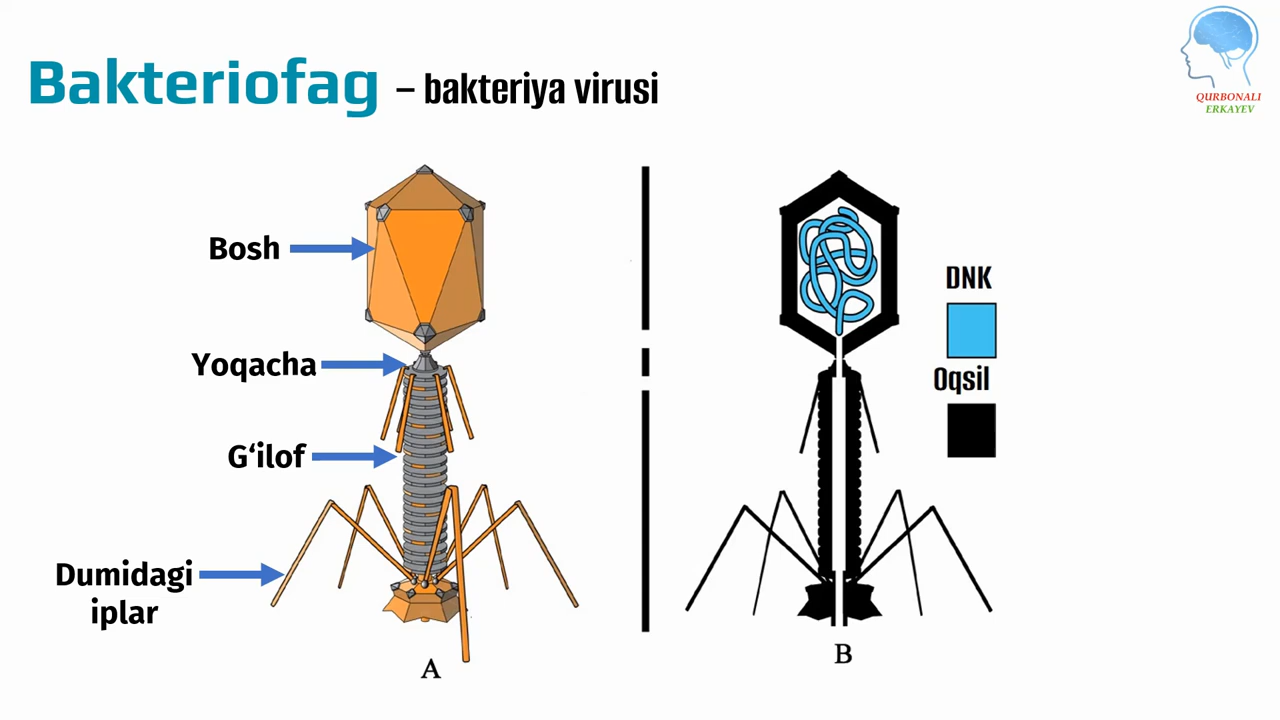 Bakteriofag – bakteriya virusi
QURBONALI
ERKAYEV
Bosh
Yoqacha
G‘ilof
Dumidagi
iplar
A
DNK
Oqsil
B